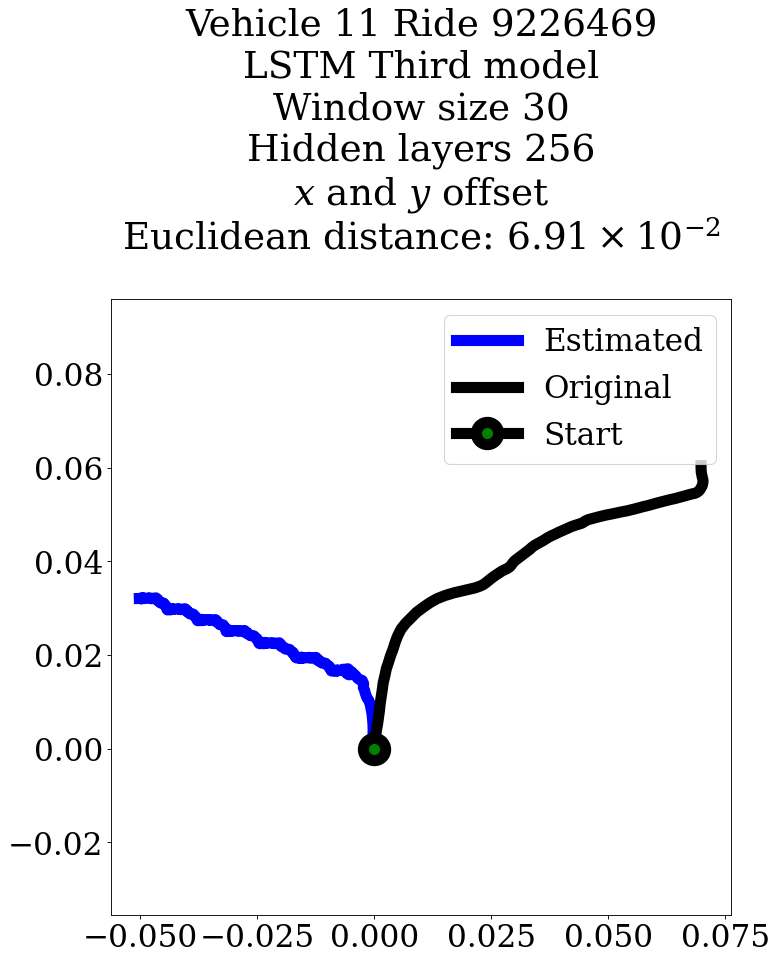 Vehicle 11 Ride 9226469
LSTM Third model
Window size 30
Hidden layers 256
x and y offset
Euclidean distance: 6.91 × 10⁻²
Estimated
Original
Start
0.08
0.06
0.04
0.02
0.00
−0.02
−0.050 −0.025 0.000 0.025 0.050 0.075